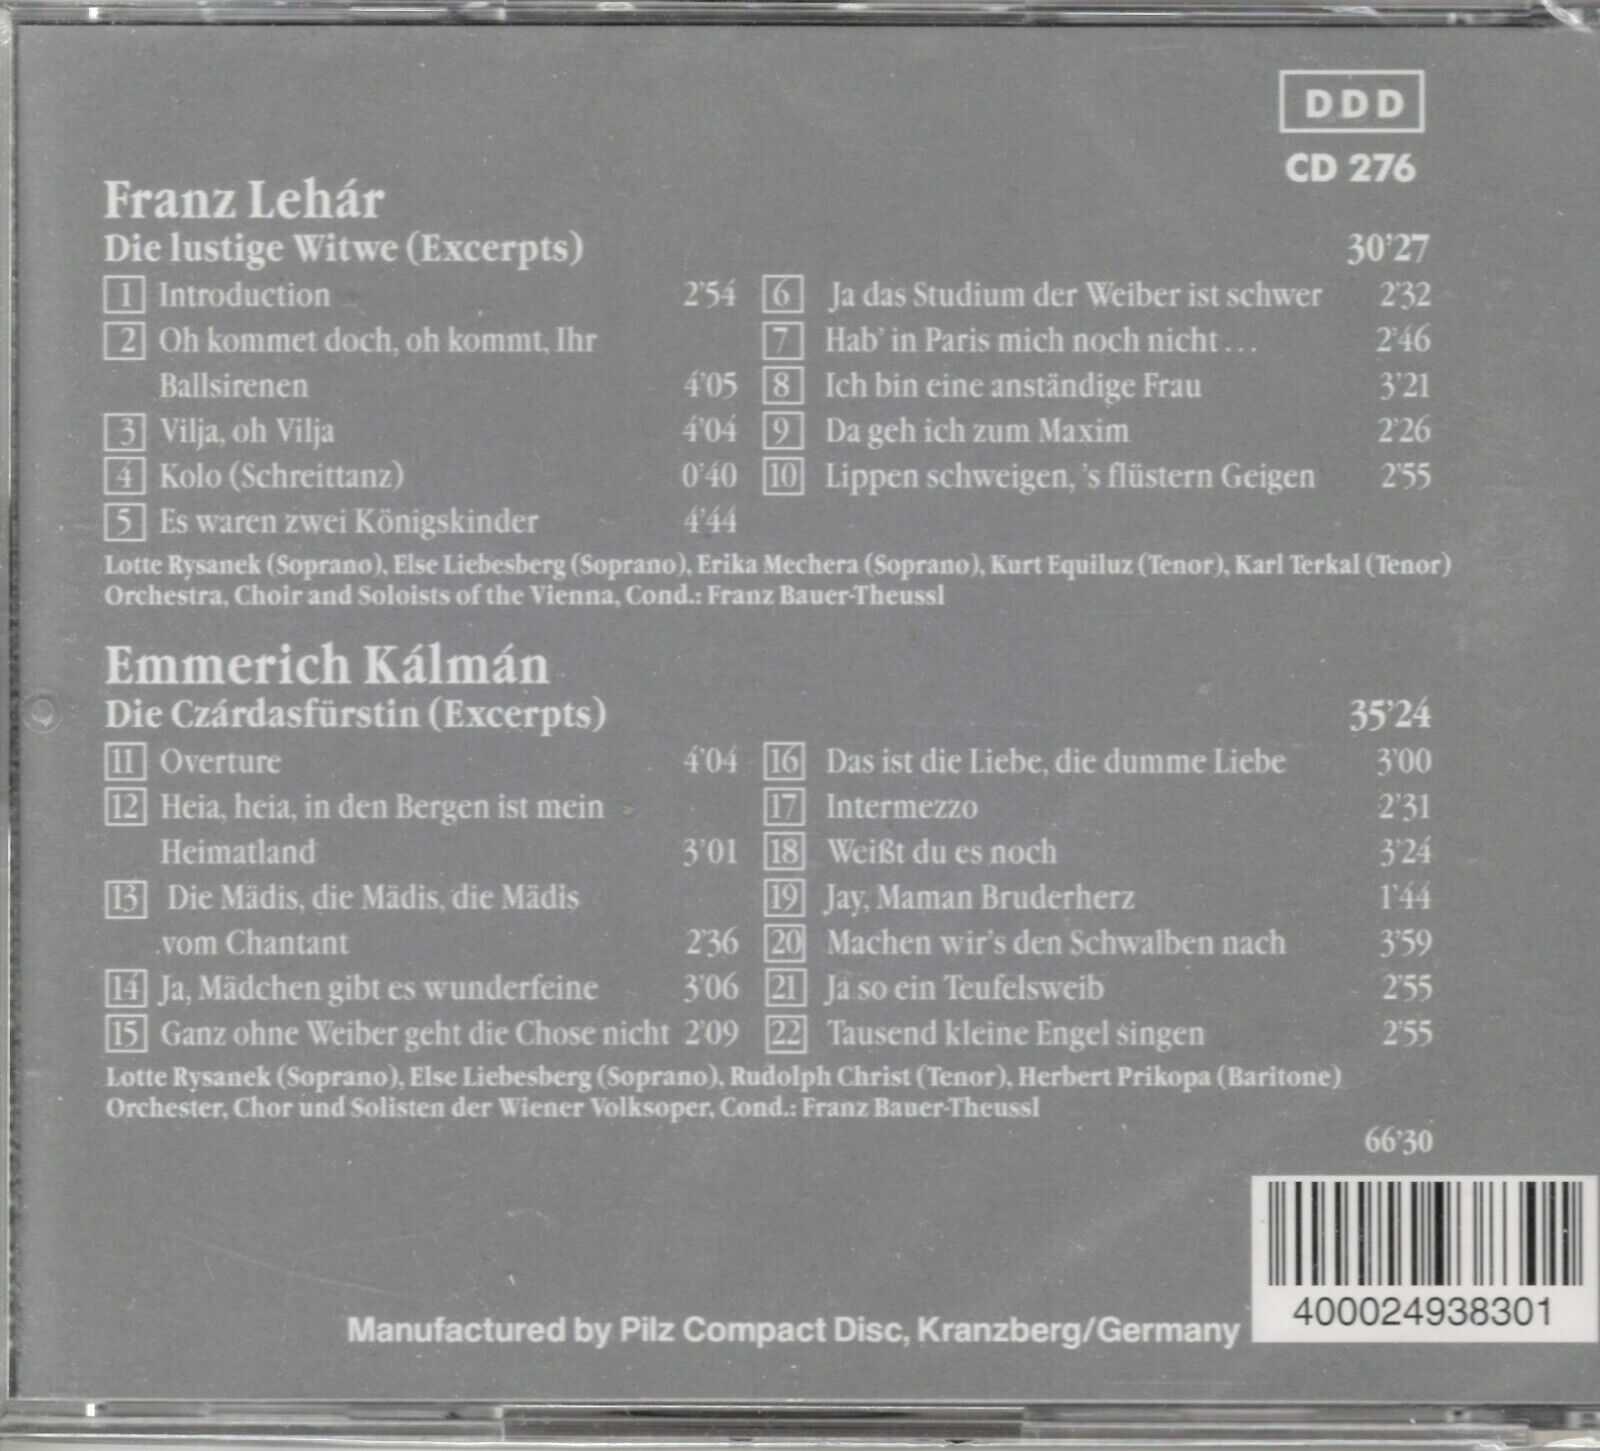 DDD
CD 276
Franz Lehár
Die lustige Witwe (Excerpts) 30'27
1 Introduction 2'54
2 Oh kommet doch, oh kommt, Ihr
Ballsirenen 4'05
3 Vilja, oh Vilja 4'04
4 Kolo (Schreittanz) 0'40
5 Es waren zwei Königskinder 4'44
6 Ja das Studium der Weiber ist schwer 2'32
7 Hab' in Paris mich noch nicht... 2'46
8 Ich bin eine anständige Frau 3'21
9 Da geh ich zum Maxim 2'26
10 Lippen schweigen, 's flüstern Geigen 2'55
Lotte Rysanek (Soprano), Else Liebesberg (Soprano), Erika Mechera (Soprano), Kurt Equiluz (Tenor), Karl Terkal (Tenor)
Orchestra, Choir and Soloists of the Vienna, Cond.: Franz Bauer-Theussl
Emmerich Kálmán
Die Czárdasfürstin (Excerpts) 35'24
11 Overture 4'04
12 Heia, heia, in den Bergen ist mein
Heimatland 3'01
13 Die Mädis, die Mädis, die Mädis
vom Chantant 2'36
14 Ja, Mädchen gibt es wunderfeine 3'06
15 Ganz ohne Weiber geht die Chose nicht 2'09
16 Das ist die Liebe, die dumme Liebe 3'00
17 Intermezzo 2'31
18 Weißt du es noch 3'24
19 Jay, Maman Bruderherz 1'44
20 Machen wir's den Schwalben nach 3'59
21 Ja so ein Teufelsweib 2'55
22 Tausend kleine Engel singen 2'55
Lotte Rysanek (Soprano), Else Liebesberg (Soprano), Rudolph Christ (Tenor), Herbert Prikopa (Baritone)
Orchester, Chor und Solisten der Wiener Volksoper, Cond.: Franz Bauer-Theussl
66'30
Manufactured by Pilz Compact Disc, Kranzberg/Germany
400024938301